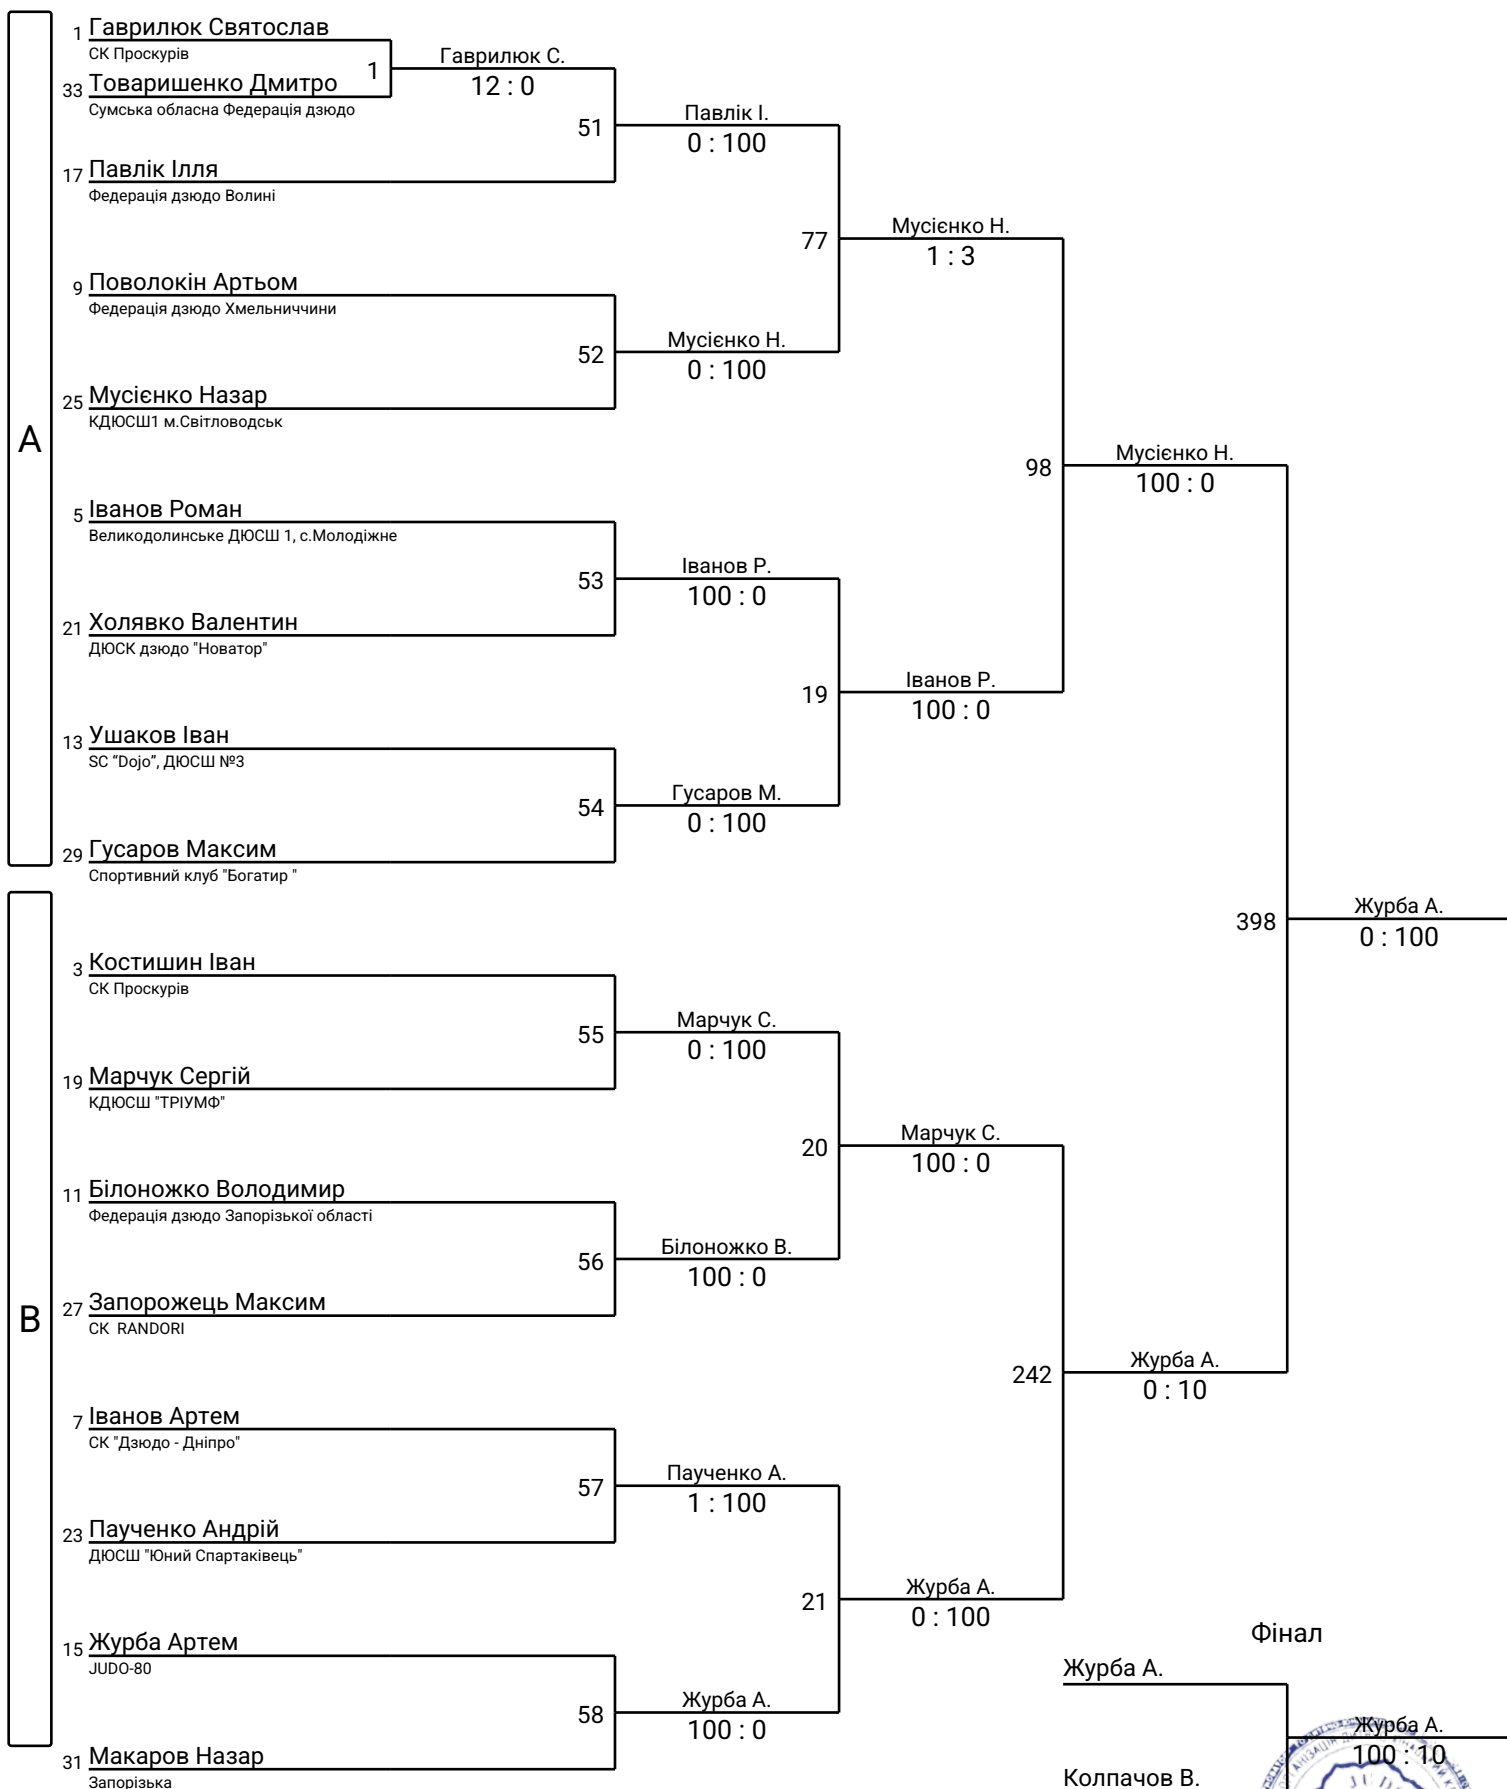 A
1 Гаврилюк Святослав
СК Проскурів
33 Товаришенко Дмитро
Сумська обласна Федерація дзюдо
1
Гаврилюк С.
12 : 0
17 Павлік Ілля
Федерація дзюдо Волині
51
Павлік І.
0 : 100
9 Поволокін Артьом
Федерація дзюдо Хмельниччини
25 Мусієнко Назар
КДЮСШ1 м.Світловодськ
52
Мусієнко Н.
0 : 100
77
Мусієнко Н.
1 : 3
5 Іванов Роман
Великодолинське ДЮСШ 1, с.Молодіжне
21 Холявко Валентин
ДЮСК дзюдо "Новатор"
53
Іванов Р.
100 : 0
13 Ушаков Іван
SC “Dojo”, ДЮСШ №3
29 Гусаров Максим
Спортивний клуб "Богатир "
54
Гусаров М.
0 : 100
19
Іванов Р.
100 : 0
98
Мусієнко Н.
100 : 0
B
3 Костишин Іван
СК Проскурів
19 Марчук Сергій
КДЮСШ "ТРІУМФ"
55
Марчук С.
0 : 100
11 Білоножко Володимир
Федерація дзюдо Запорізької області
27 Запорожець Максим
СК  RANDORI
56
Білоножко В.
100 : 0
20
Марчук С.
100 : 0
7 Іванов Артем
СК "Дзюдо - Дніпро"
23 Паученко Андрій
ДЮСШ "Юний Спартаківець"
57
Паученко А.
1 : 100
15 Журба Артем
JUDO-80
31 Макаров Назар
Запорізька
58
Журба А.
100 : 0
21
Журба А.
0 : 100
242
Журба А.
0 : 10
398
Журба А.
0 : 100
Фінал
Журба А.
Колпачов В.
Журба А.
100 : 10